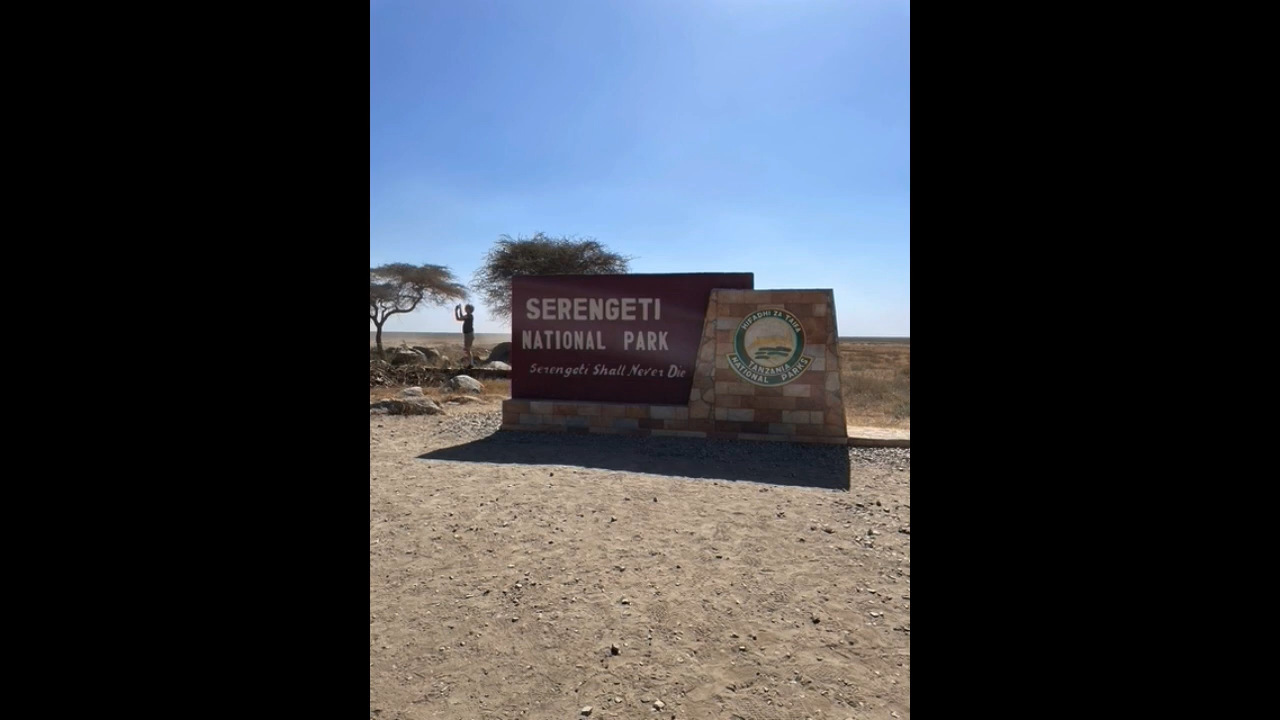 SERENGETI
NATIONAL PARK
Serengeti Shall Never Die
HIFADHI ZA TAIFA
TANZANIA
NATIONAL PARKS